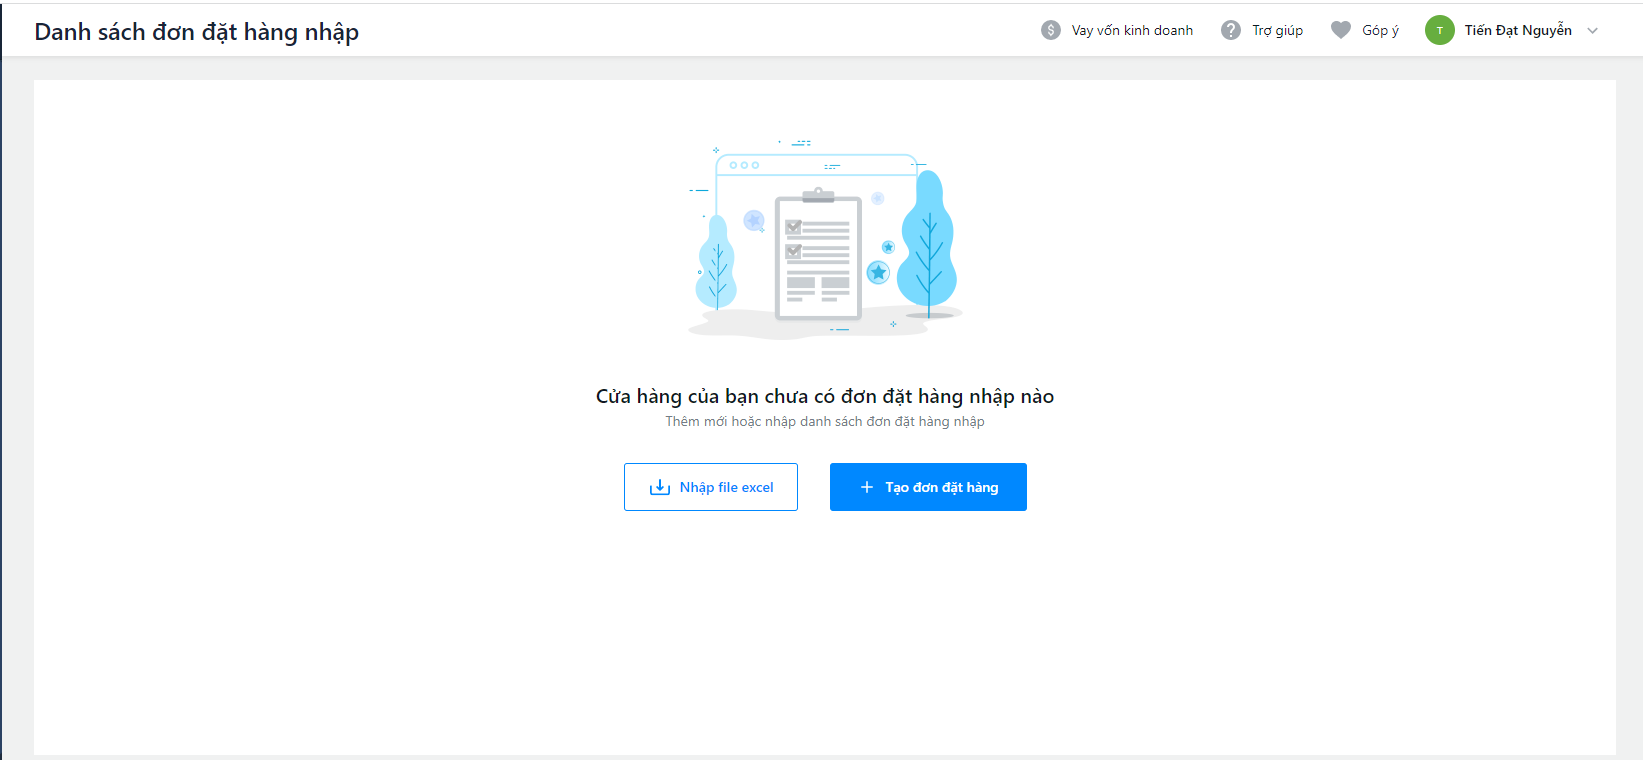 Danh sách đơn đặt hàng nhập
Vay vốn kinh doanh
Trợ giúp
Góp ý
T
Tiến Đạt Nguyễn
Cửa hàng của bạn chưa có đơn đặt hàng nhập nào
Thêm mới hoặc nhập danh sách đơn đặt hàng nhập
Nhập file excel
Tạo đơn đặt hàng